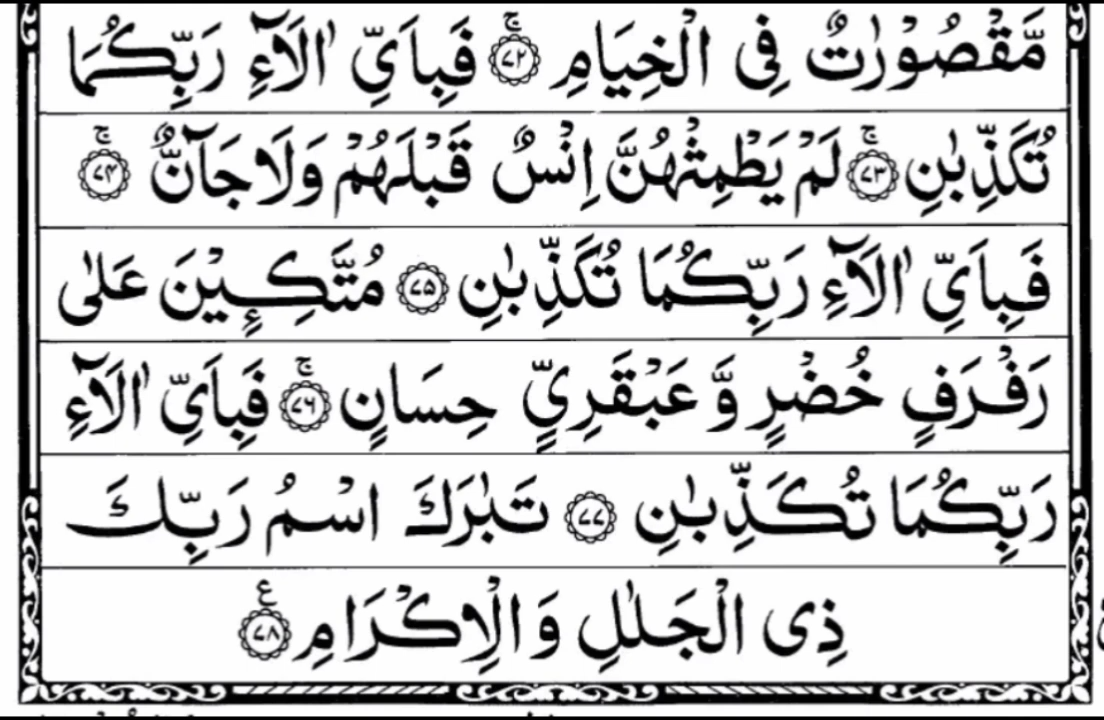 مَّقْصُوْرٰتٌ فِى الْخِيَامِ ۚ﴿۷۲﴾ فَبِاَيِّ اٰلَآءِ رَبِّكُمَا
تُكَذِّبٰنِ ۚ﴿۷۳﴾ لَمْ يَطْمِثْهُنَّ اِنْسٌ قَبْلَهُمْ وَلَا جَآنٌّ ۚ﴿۷۴﴾
فَبِاَيِّ اٰلَآءِ رَبِّكُمَا تُكَذِّبٰنِ ﴿۷۵﴾ مُتَّكِـِٕيْنَ عَلٰى
رَفْرَفٍ خُضْرٍ وَّ عَبْقَرِيٍّ حِسَانٍ ۚ﴿۷۶﴾ فَبِاَيِّ اٰلَآءِ
رَبِّكُمَا تُكَذِّبٰنِ ﴿۷۷﴾ تَبٰرَكَ اسْمُ رَبِّكَ
ذِى الْجَلٰلِ وَ الْاِكْرَامِ ﴿۷۸﴾ ع